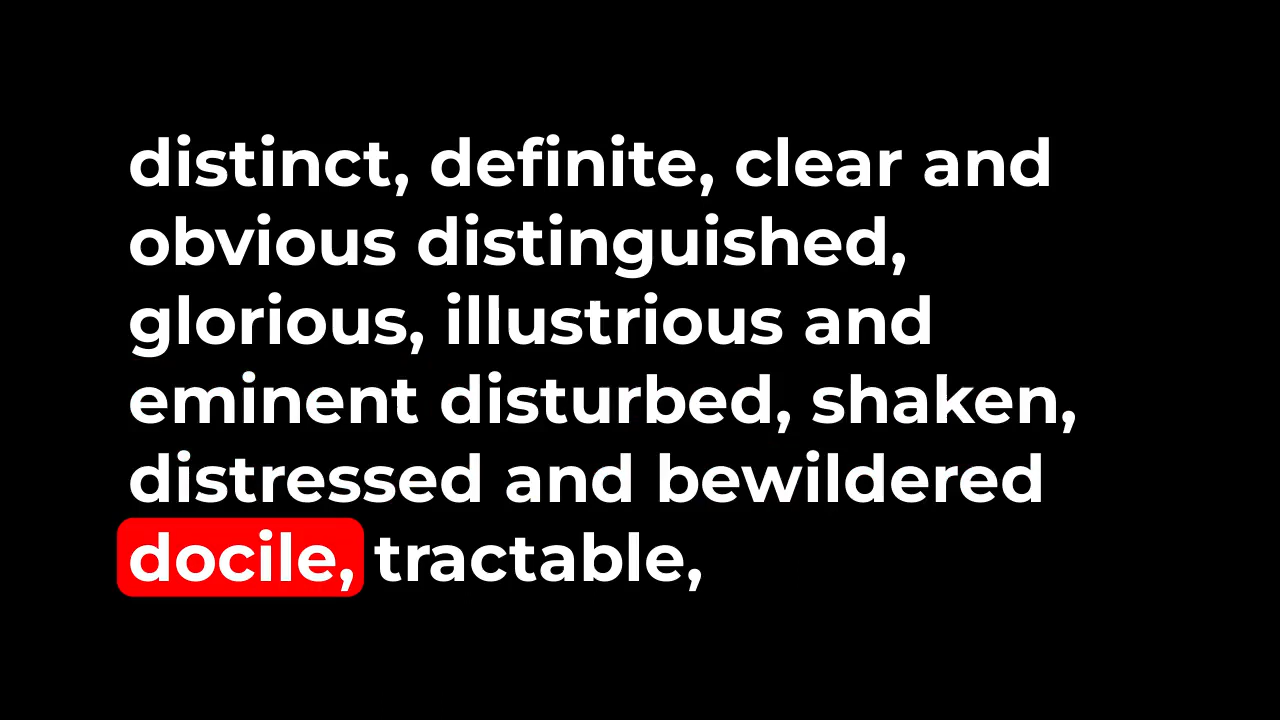 distinct, definite, clear and
obvious distinguished,
glorious, illustrious and
eminent disturbed, shaken,
distressed and bewildered
docile, tractable,